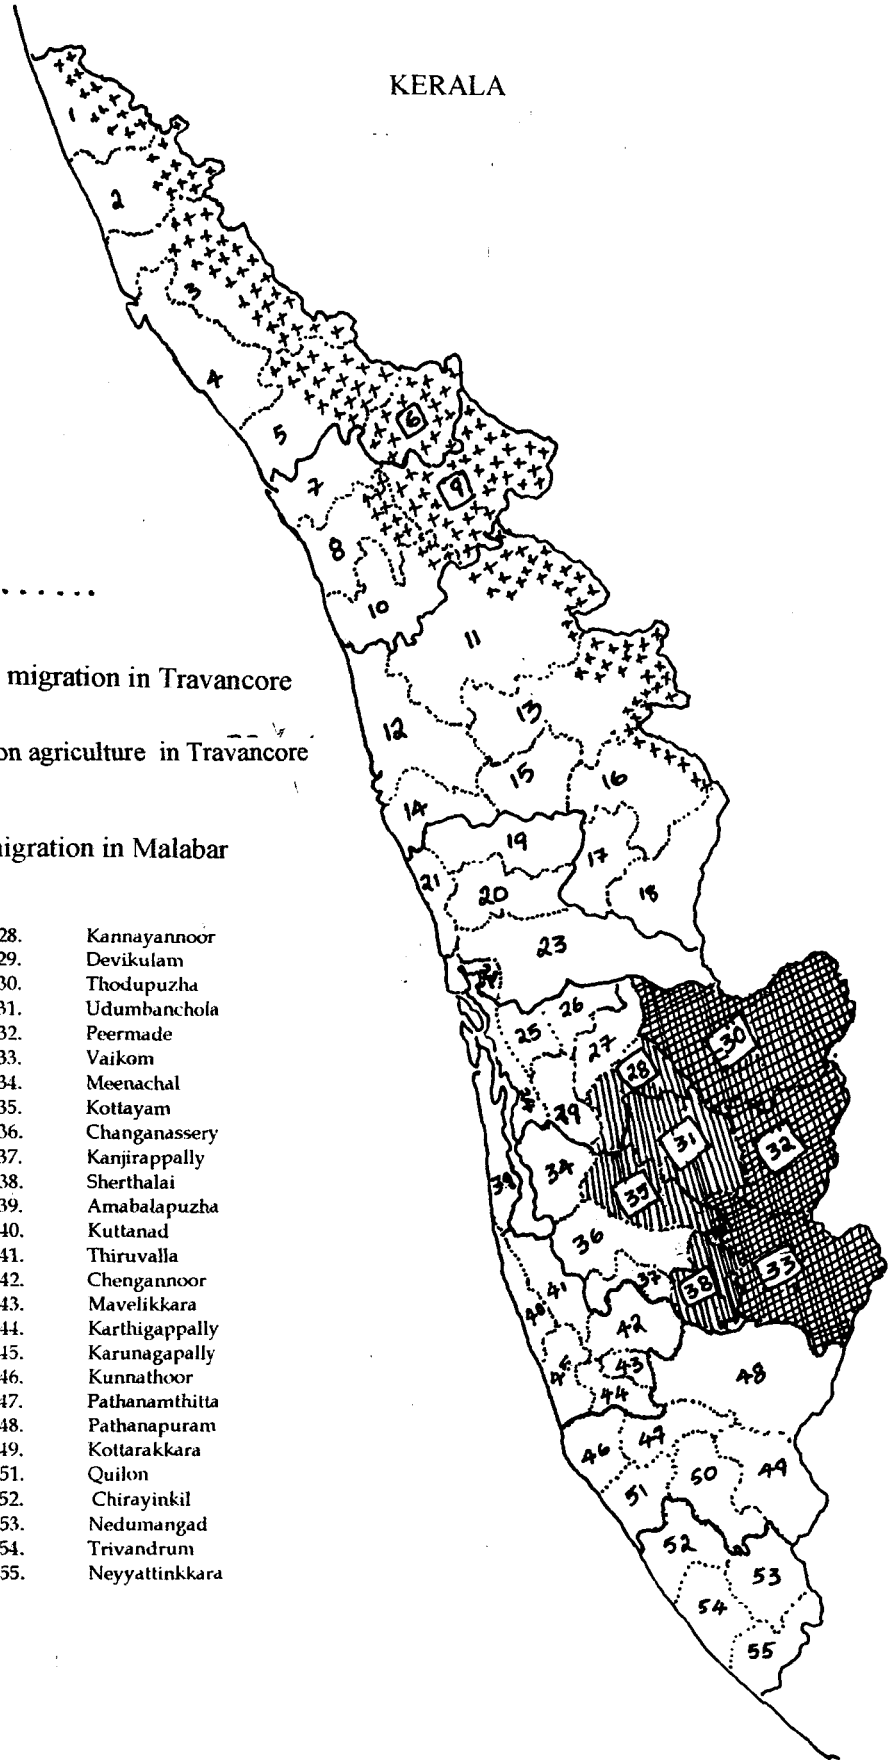 KERALA
1
2
3
4
5
6
7
8
9
10
11
migration in Travancore
12
13
on agriculture in Travancore
14
15
16
igration in Malabar
17
18
19
20
21
23
28. Kannayannoor
29. Devikulam
30. Thodupuzha
31. Udumbanchola
32. Peermade
33. Vaikom
34. Meenachal
35. Kottayam
36. Changanassery
37. Kanjirappally
38. Sherthalai
39. Amabalapuzha
40. Kuttanad
41. Thiruvalla
42. Chengannoor
43. Mavelikkara
44. Karthigappally
45. Karunagapally
46. Kunnathoor
47. Pathanamthitta
48. Pathanapuram
49. Kottarakkara
51. Quilon
52. Chirayinkil
53. Nedumangad
54. Trivandrum
55. Neyyattinkkara
25
26
27
28
29
30
31
32
33
34
35
36
37
38
39
40
41
42
43
44
46
47
48
49
50
51
52
53
54
55